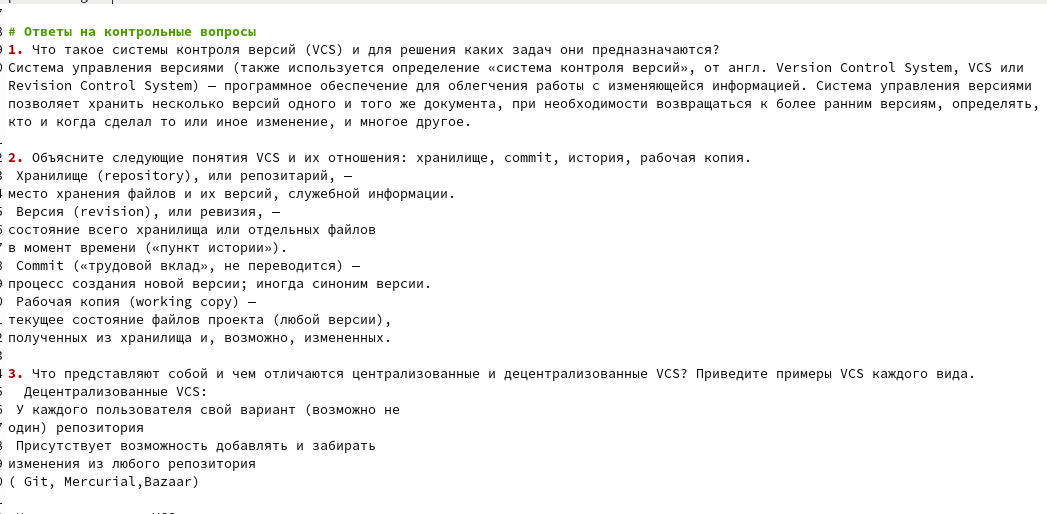 # Ответы на контрольные вопросы
1. Что такое системы контроля версий (VCS) и для решения каких задач они предназначаются?
Система управления версиями (также используется определение «система контроля версий», от англ. Version Control System, VCS или
Revision Control System) — программное обеспечение для облегчения работы с изменяющейся информацией. Система управления версиями
позволяет хранить несколько версий одного и того же документа, при необходимости возвращаться к более ранним версиям, определять,
кто и когда сделал то или иное изменение, и многое другое.
2. Объясните следующие понятия VCS и их отношения: хранилище, commit, история, рабочая копия.
Хранилище (repository), или репозитарий, —
место хранения файлов и их версий, служебной информации.
Версия (revision), или ревизия, —
состояние всего хранилища или отдельных файлов
в момент времени («пункт истории»).
Commit («трудовой вклад», не переводится) —
процесс создания новой версии; иногда синоним версии.
Рабочая копия (working copy) —
текущее состояние файлов проекта (любой версии),
полученных из хранилища и, возможно, измененных.
3. Что представляют собой и чем отличаются централизованные и децентрализованные VCS? Приведите примеры VCS каждого вида.
Децентрализованные VCS:
У каждого пользователя свой вариант (возможно не
один) репозитория
Присутствует возможность добавлять и забирать
изменения из любого репозитория
( Git, Mercurial,Bazaar)